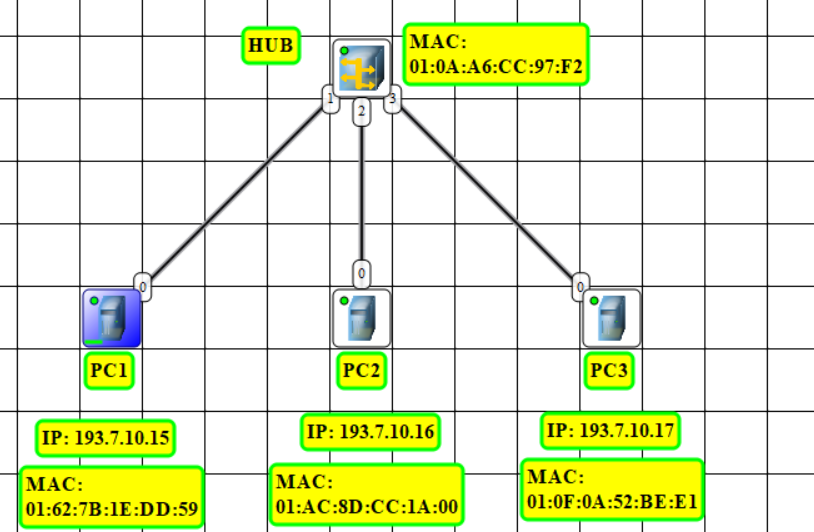 HUB
MAC:
01:0A:A6:CC:97:F2
1
2
3
0
0
0
PC1
PC2
PC3
IP: 193.7.10.15
IP: 193.7.10.16
IP: 193.7.10.17
MAC:
01:62:7B:1E:DD:59
MAC:
01:AC:8D:CC:1A:00
MAC:
01:0F:0A:52:BE:E1